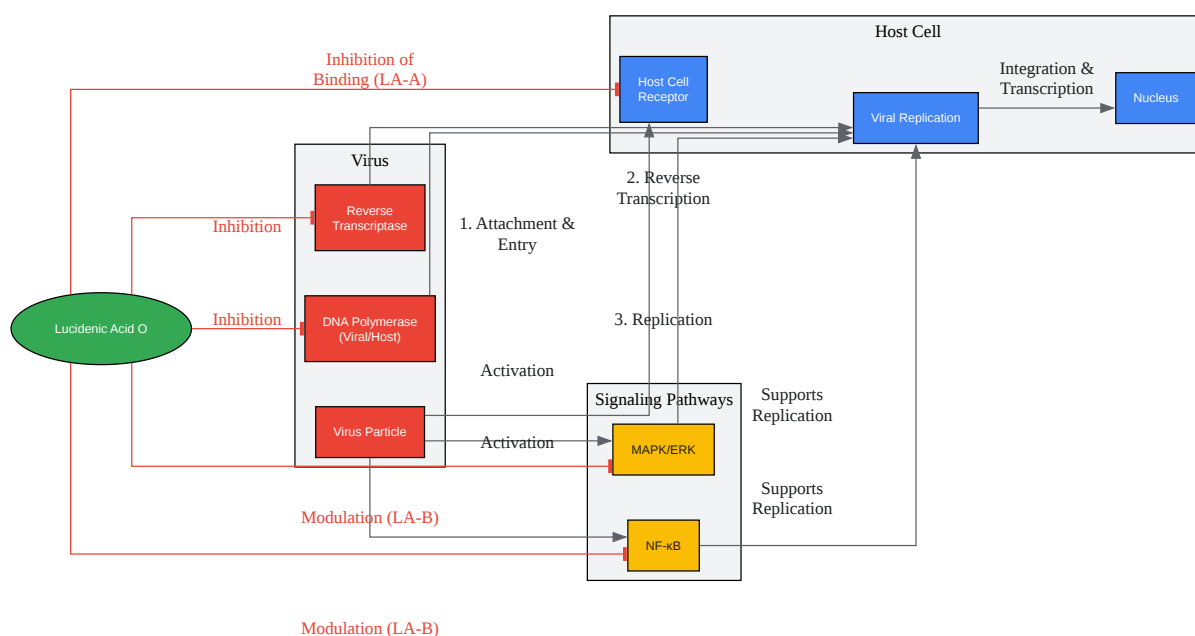 Host Cell
Inhibition of
Binding (LA-A)
Host Cell
Receptor
Integration &
Transcription
Nucleus
Viral Replication
Virus
2. Reverse
Transcription
Reverse
Transcriptase
1. Attachment &
Entry
Inhibition
Lucidenic Acid O
Inhibition
DNA Polymerase
(Viral/Host)
3. Replication
Activation
Signaling Pathways
Supports
Replication
Virus Particle
Activation
MAPK/ERK
Supports
Replication
Modulation (LA-B)
NF-κB
Modulation (LA-B)